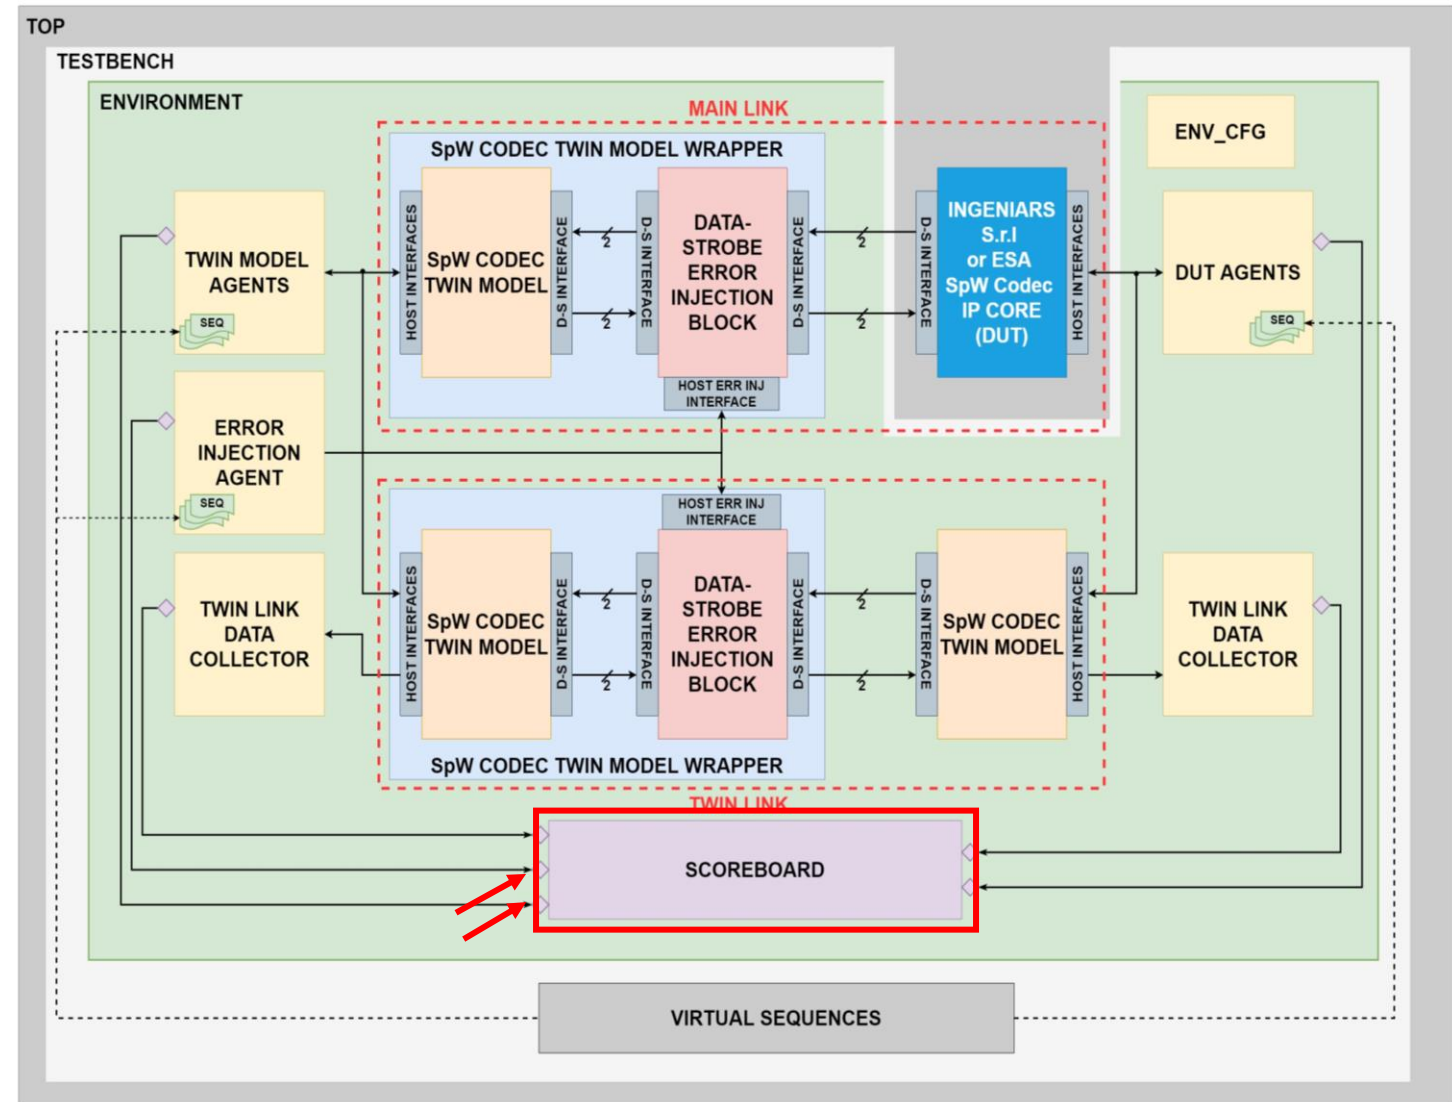 TOP
TESTBENCH
ENVIRONMENT
MAIN LINK
ENV_CFG
SpW CODEC TWIN MODEL WRAPPER
TWIN MODEL
AGENTS
SEQ
HOST INTERFACES
SpW CODEC
TWIN MODEL
D-S INTERFACE
2
2
D-S INTERFACE
DATA-
STROBE
ERROR
INJECTION
BLOCK
D-S INTERFACE
HOST ERR INJ
INTERFACE
2
2
D-S INTERFACE
INGENIARS
S.r.l
or ESA
SpW Codec
IP CORE
(DUT)
HOST INTERFACES
DUT AGENTS
SEQ
ERROR
INJECTION
AGENT
SEQ
TWIN LINK
DATA
COLLECTOR
HOST INTERFACES
SpW CODEC
TWIN MODEL
D-S INTERFACE
2
2
D-S INTERFACE
HOST ERR INJ
INTERFACE
DATA-
STROBE
ERROR
INJECTION
BLOCK
D-S INTERFACE
2
2
D-S INTERFACE
SpW CODEC
TWIN MODEL
HOST INTERFACES
TWIN LINK
DATA
COLLECTOR
SpW CODEC TWIN MODEL WRAPPER
TWIN LINK
SCOREBOARD
VIRTUAL SEQUENCES